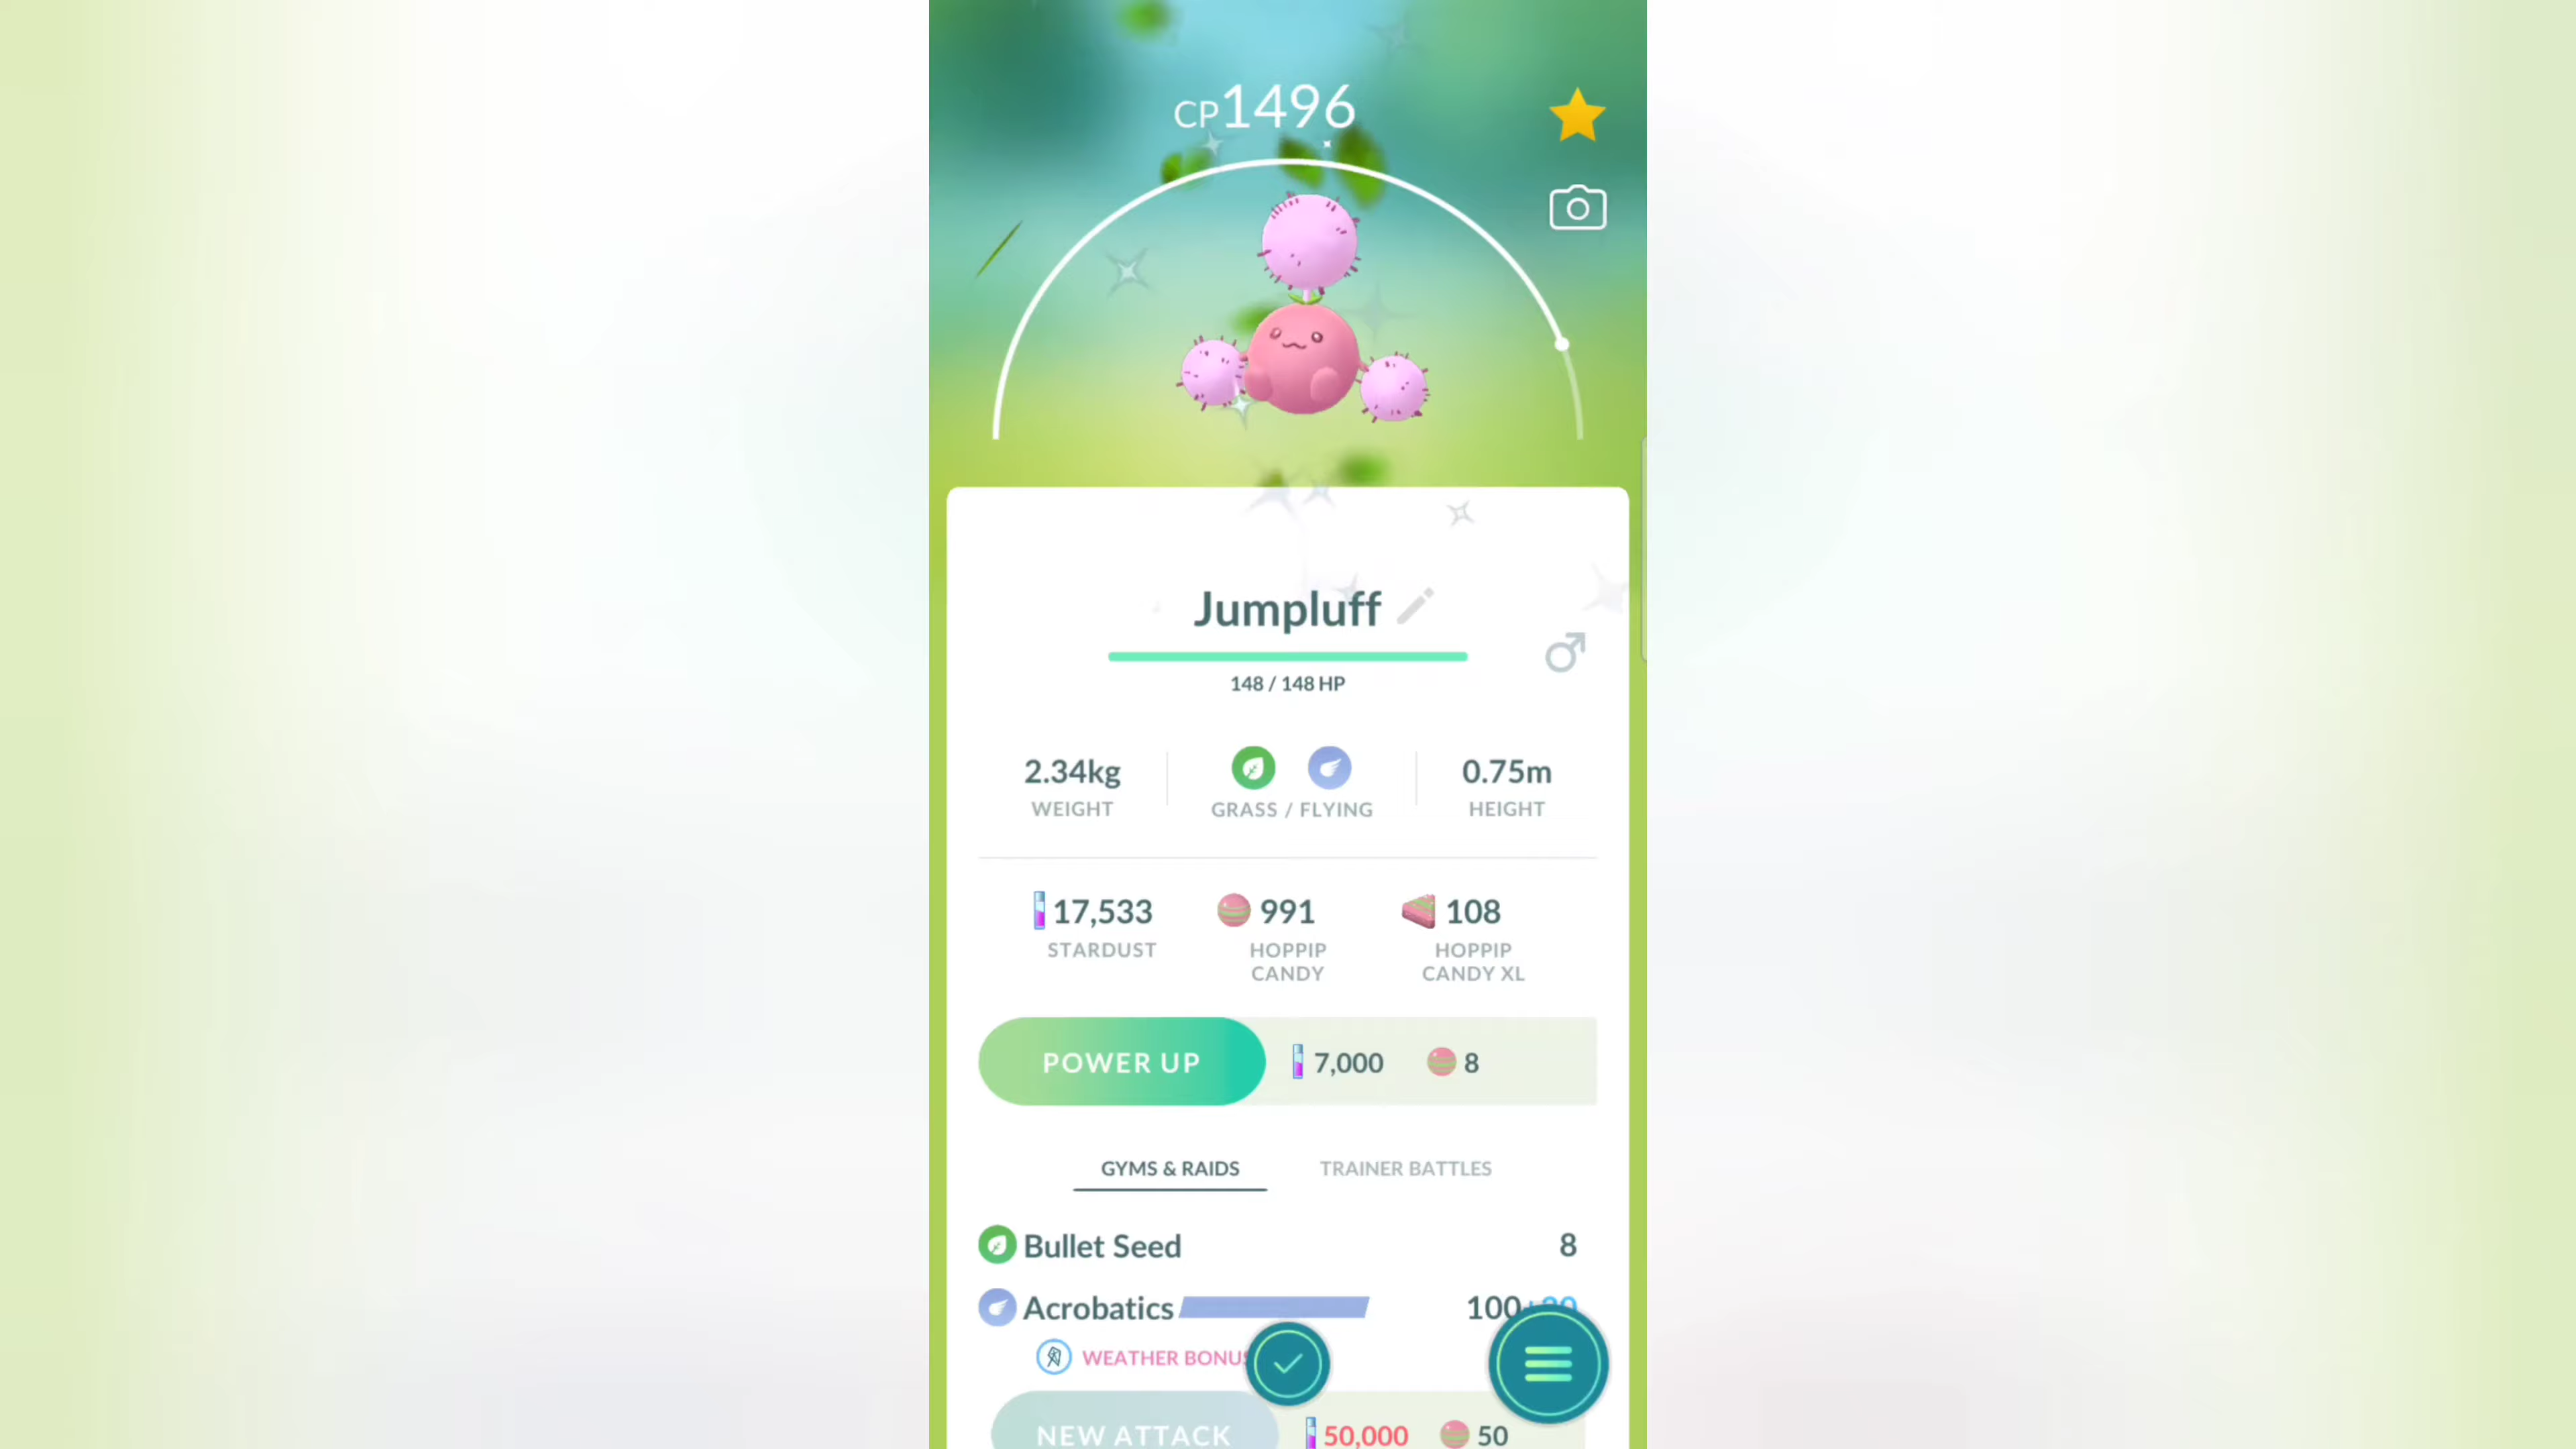 CP1496
Jumpluff
148 / 148 HP
2.34kg
WEIGHT
GRASS / FLYING
0.75m
HEIGHT
17,533
STARDUST
991
HOPPIP
CANDY
108
HOPPIP
CANDY XL
POWER UP
7,000
8
GYMS & RAIDS
TRAINER BATTLES
Bullet Seed
8
Acrobatics
100
WEATHER BONUS
NEW ATTACK
50,000
50